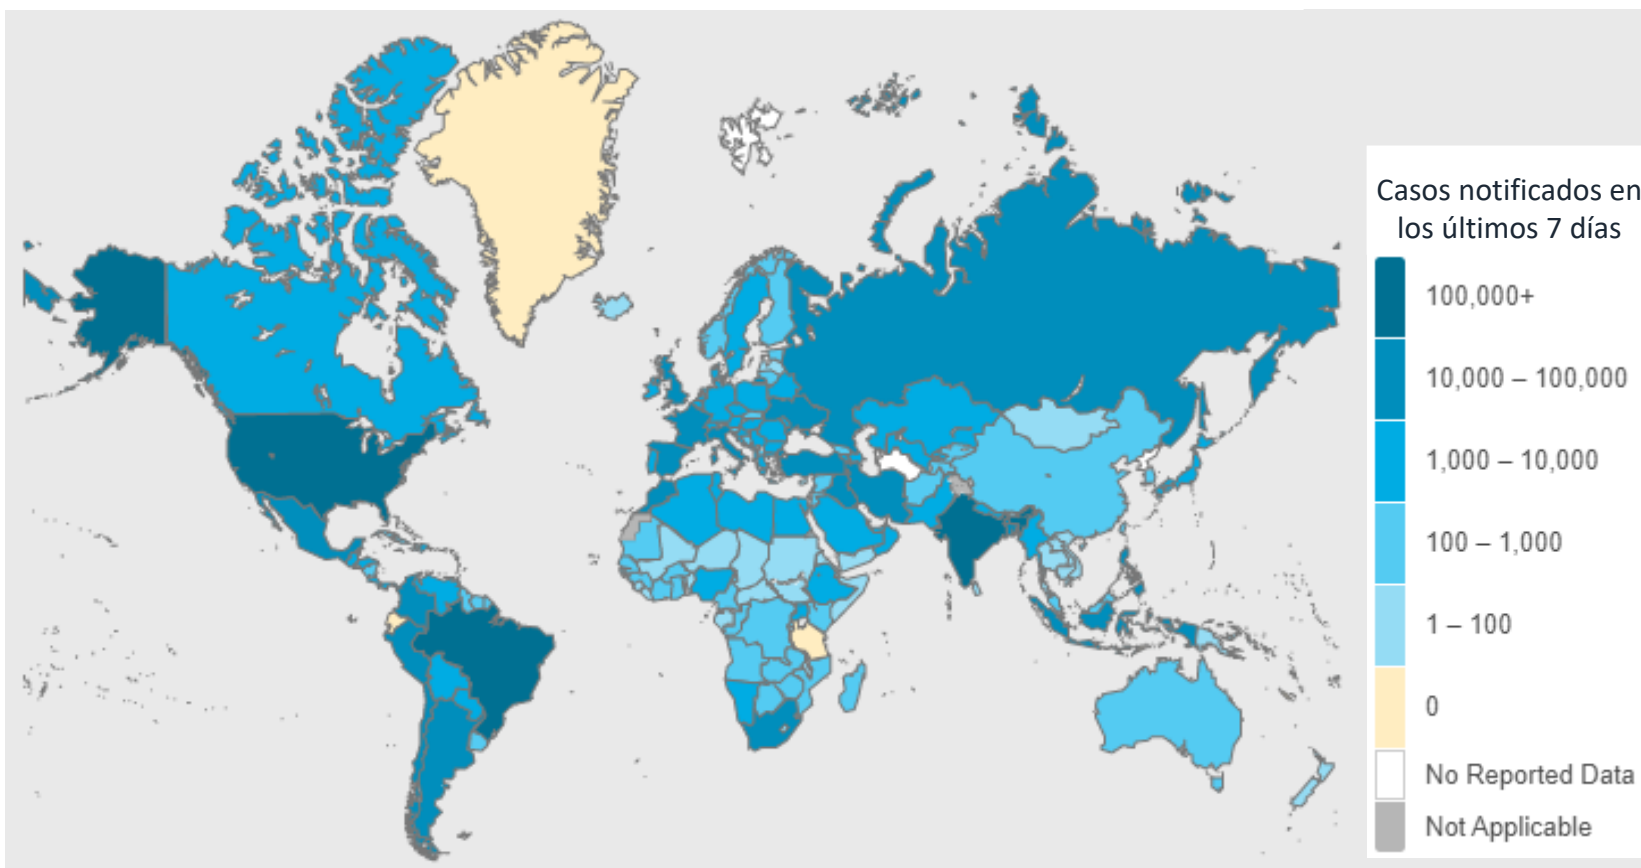 Casos notificados en
los últimos 7 días
100,000+
10,000 – 100,000
1,000 – 10,000
100 – 1,000
1 – 100
0
No Reported Data
Not Applicable